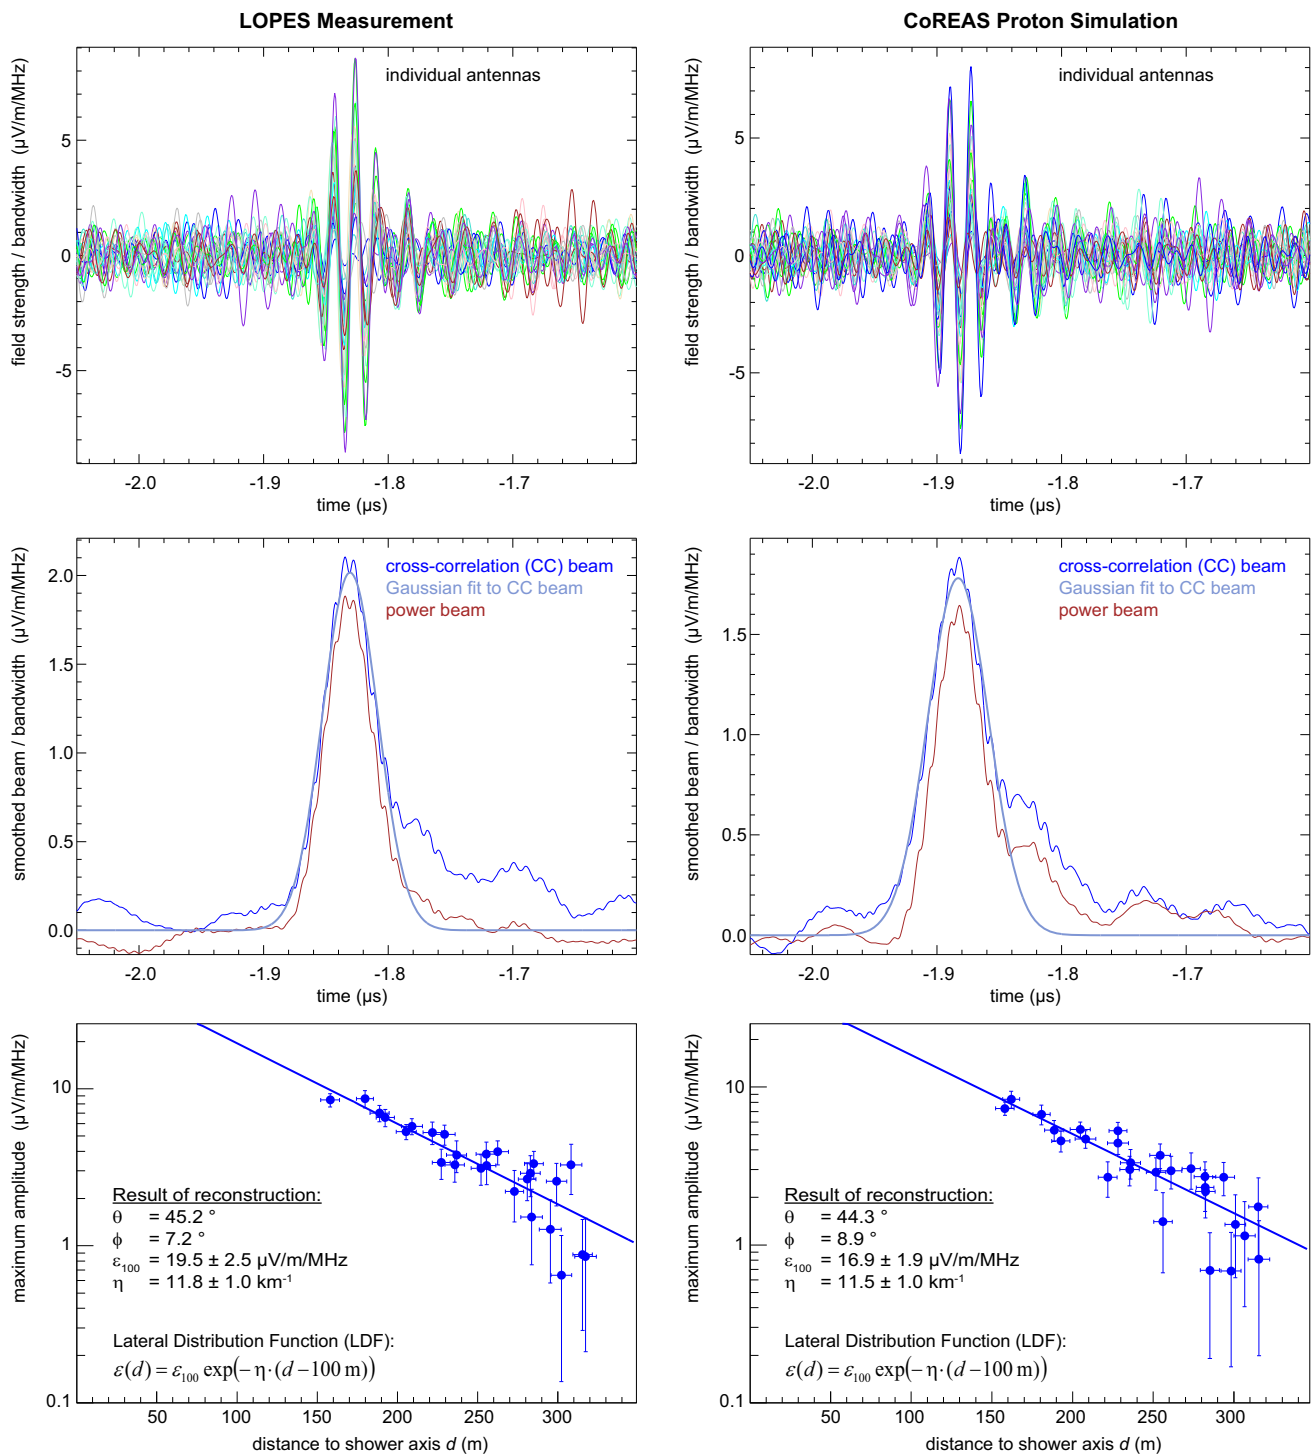 LOPES Measurement
individual antennas
field strength / bandwidth (µV/m/MHz)
5
0
-5
-2.0 -1.9 -1.8 -1.7
time (µs)
CoREAS Proton Simulation
individual antennas
field strength / bandwidth (µV/m/MHz)
5
0
-5
-2.0 -1.9 -1.8 -1.7
time (µs)
cross-correlation (CC) beam
Gaussian fit to CC beam
power beam
smoothed beam / bandwidth (µV/m/MHz)
2.0
1.5
1.0
0.5
0.0
-2.0 -1.9 -1.8 -1.7
time (µs)
cross-correlation (CC) beam
Gaussian fit to CC beam
power beam
smoothed beam / bandwidth (µV/m/MHz)
1.5
1.0
0.5
0.0
-2.0 -1.9 -1.8 -1.7
time (µs)
maximum amplitude (µV/m/MHz)
10
1
0.1
Result of reconstruction:
θ = 45.2 °
ϕ = 7.2 °
ε₁₀₀ = 19.5 ± 2.5 µV/m/MHz
η = 11.8 ± 1.0 km⁻¹
Lateral Distribution Function (LDF):
ε(d) = ε₁₀₀ exp(−η·(d −100 m))
50 100 150 200 250 300
distance to shower axis d (m)
maximum amplitude (µV/m/MHz)
10
1
0.1
Result of reconstruction:
θ = 44.3 °
ϕ = 8.9 °
ε₁₀₀ = 16.9 ± 1.9 µV/m/MHz
η = 11.5 ± 1.0 km⁻¹
Lateral Distribution Function (LDF):
ε(d) = ε₁₀₀ exp(−η·(d −100 m))
50 100 150 200 250 300
distance to shower axis d (m)